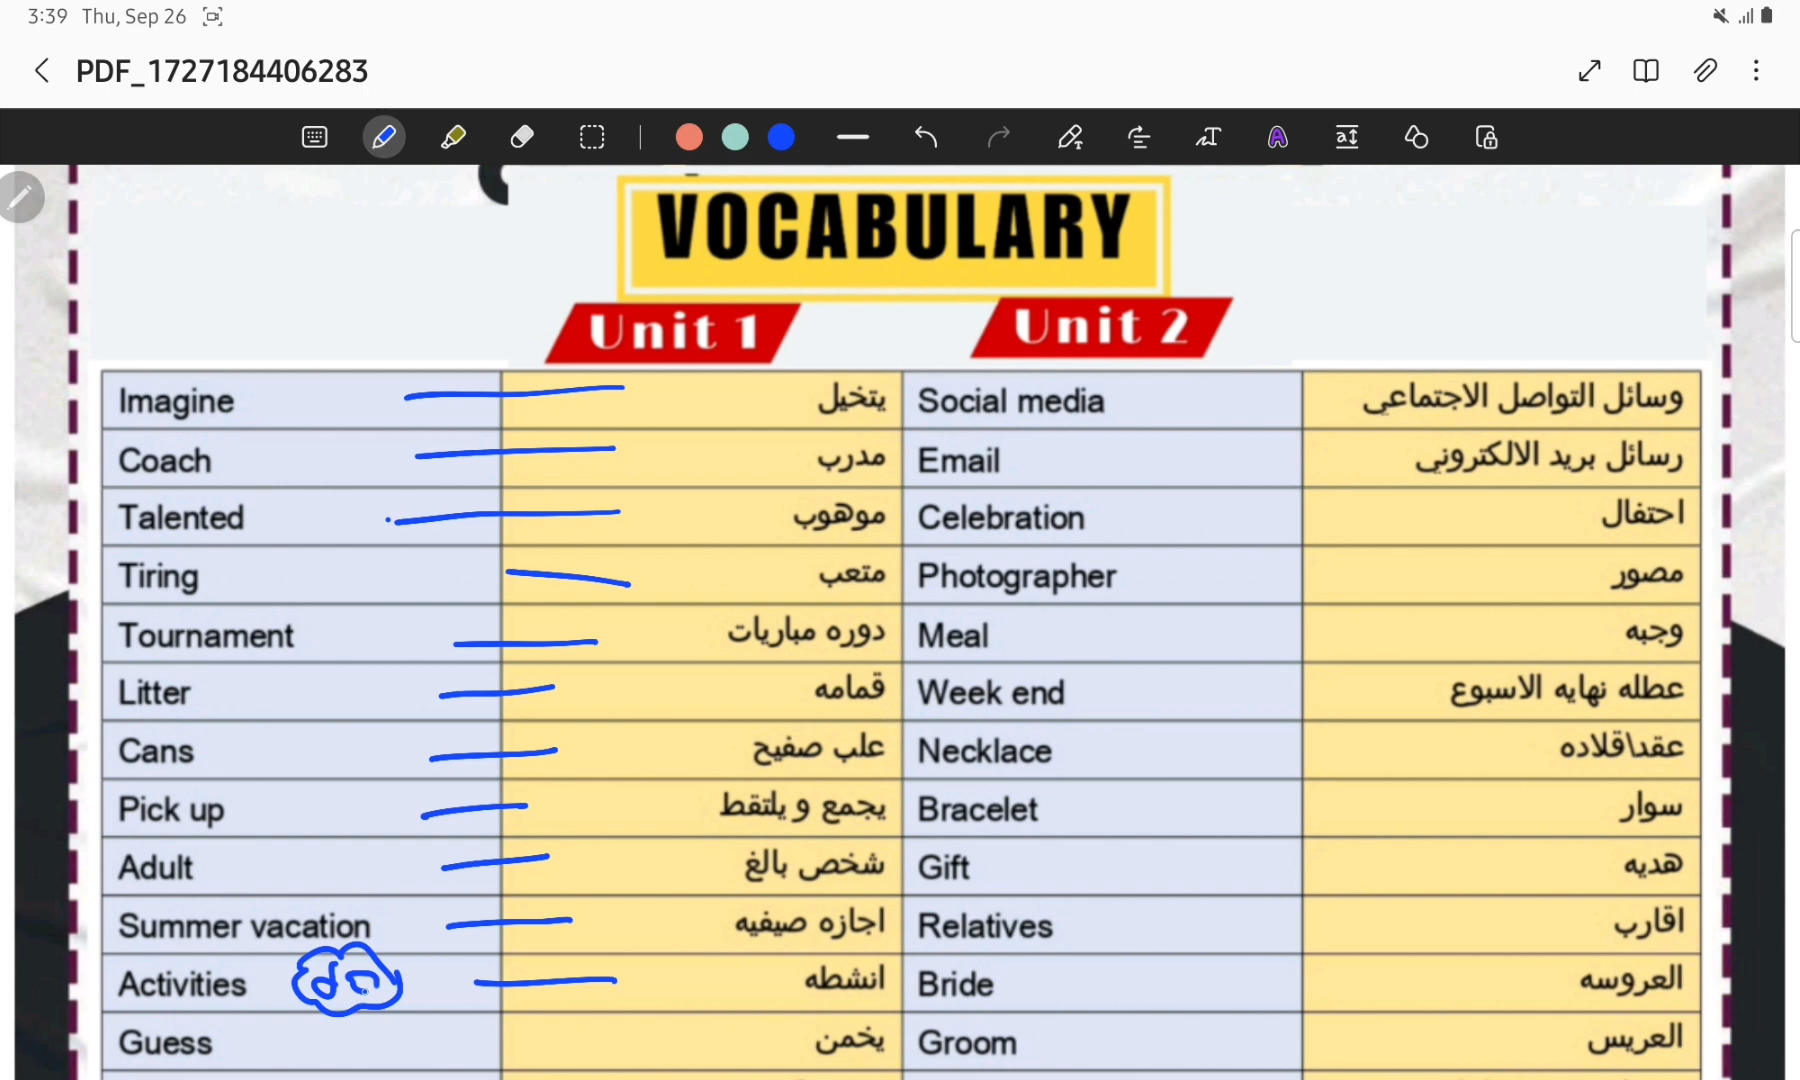 3:39 Thu, Sep 26
PDF_1727184406283
VOCABULARY
Unit 1 Unit 2
Imagine يتخيل Social media وسائل التواصل الاجتماعي
Coach مدرب Email رسائل بريد الالكتروني
Talented موهوب Celebration احتفال
Tiring متعب Photographer مصور
Tournament دوره مباريات Meal وجبه
Litter قمامه Week end عطله نهايه الاسبوع
Cans علب صفيح Necklace عقد\قلاده
Pick up يجمع و يلتقط Bracelet سوار
Adult شخص بالغ Gift هديه
Summer vacation اجازه صيفيه Relatives اقارب
Activities do انشطه Bride العروسه
Guess يخمن Groom العريس